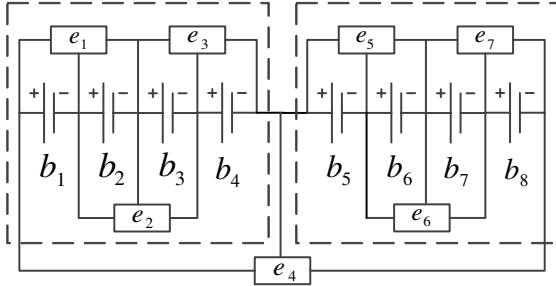 e₁ e₃ e₅ e₇
+ − + − + − + − + − + − + − + −
b₁ b₂ b₃ b₄ b₅ b₆ b₇ b₈
e₂ e₆
e₄